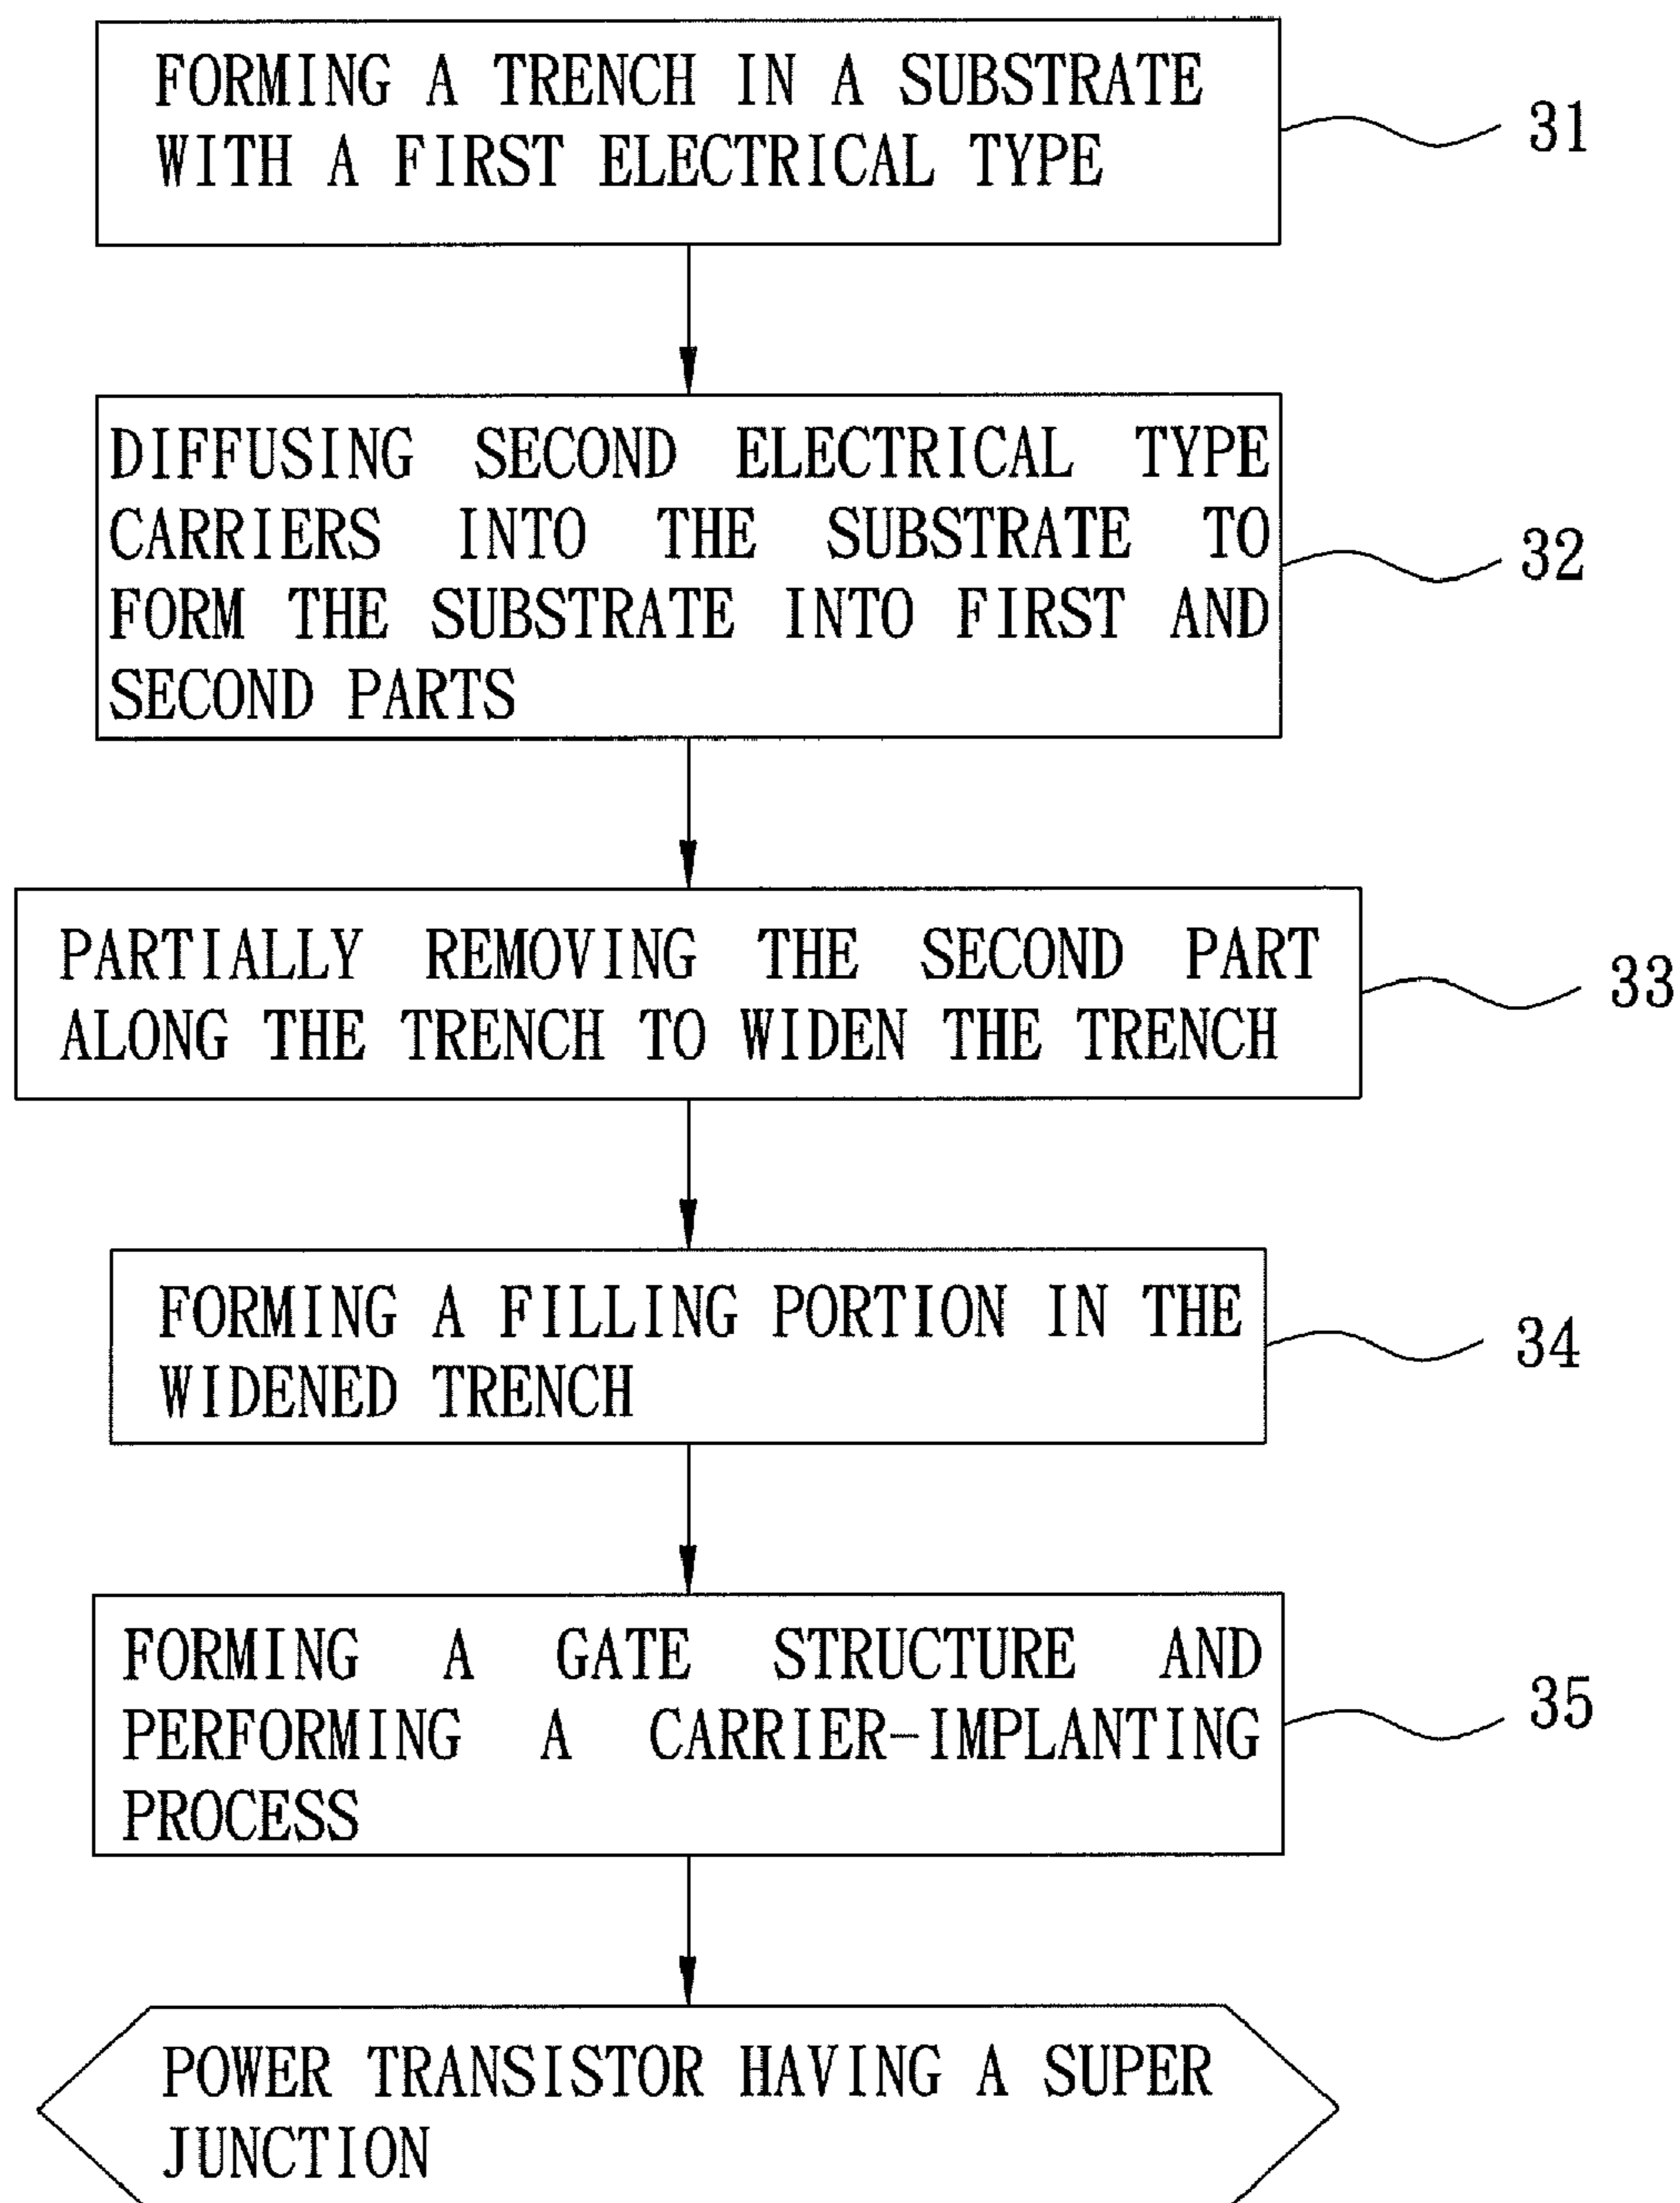 FORMING A TRENCH IN A SUBSTRATE
WITH A FIRST ELECTRICAL TYPE
31
DIFFUSING SECOND ELECTRICAL TYPE
CARRIERS INTO THE SUBSTRATE TO
FORM THE SUBSTRATE INTO FIRST AND
SECOND PARTS
32
PARTIALLY REMOVING THE SECOND PART
ALONG THE TRENCH TO WIDEN THE TRENCH
33
FORMING A FILLING PORTION IN THE
WIDENED TRENCH
34
FORMING A GATE STRUCTURE AND
PERFORMING A CARRIER-IMPLANTING
PROCESS
35
POWER TRANSISTOR HAVING A SUPER
JUNCTION